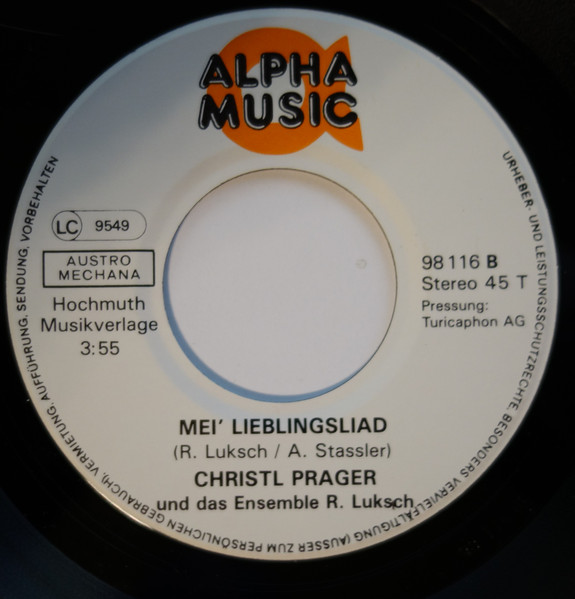 ALPHA
MUSIC
LC 9549
AUSTRO
MECHANA
Hochmuth
Musikverlage
3:55
98 116 B
Stereo 45 T
Pressung:
Turicaphon AG
MEI' LIEBLINGSLIAD
(R. Luksch / A. Stassler)
CHRISTL PRAGER
und das Ensemble R. Luksch
URHEBER- UND LEISTUNGSSCHUTZRECHTE, BESONDERS VERVIELFÄLTIGUNG (AUSSER ZUM PERSÖNLICHEN GEBRAUCH), VERMIETUNG, AUFFÜHRUNG, SENDUNG, VORBEHALTEN